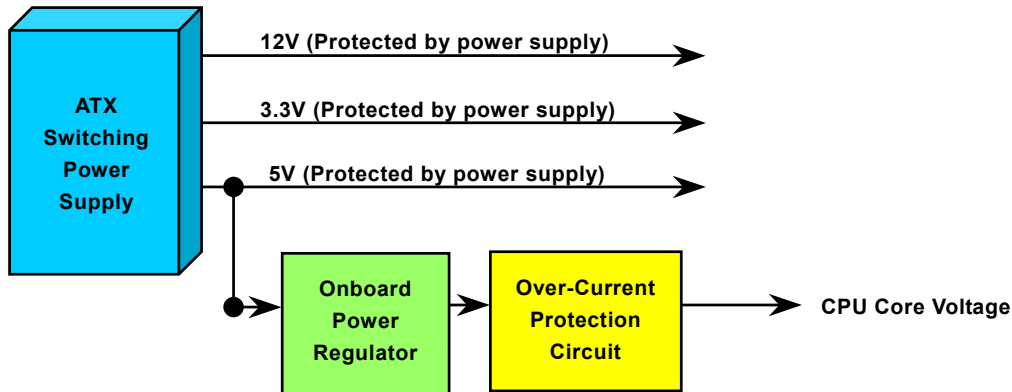 12V (Protected by power supply)
ATX
Switching
Power
Supply
3.3V (Protected by power supply)
5V (Protected by power supply)
Onboard
Power
Regulator
Over-Current
Protection
Circuit
CPU Core Voltage